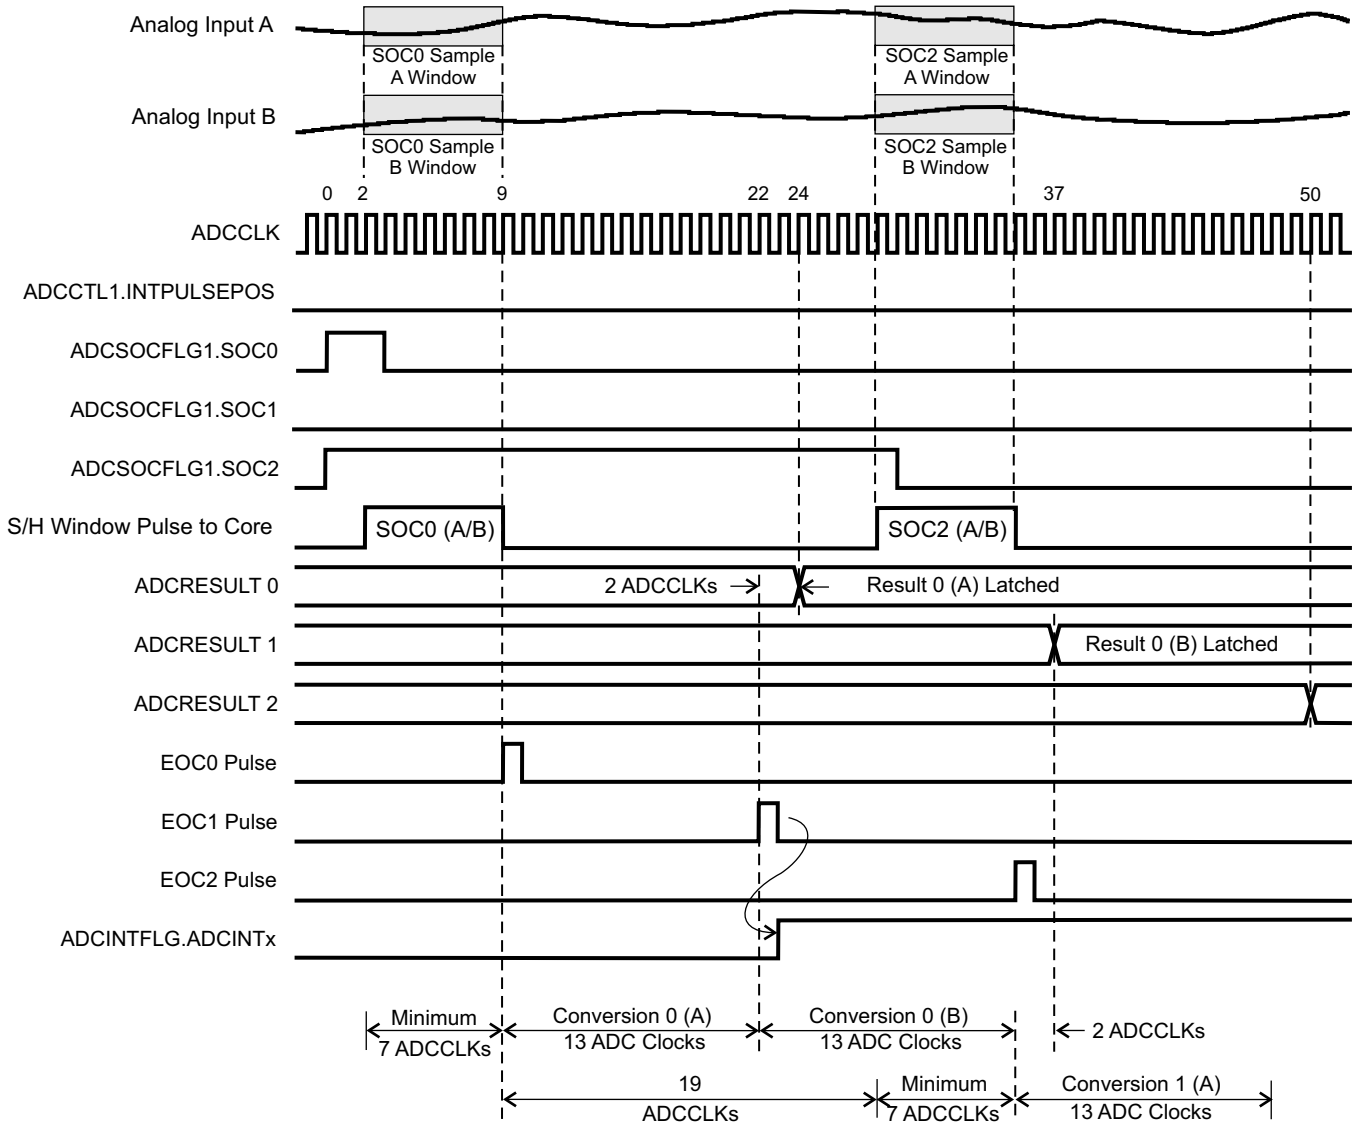 Analog Input A
SOC0 Sample
A Window
SOC2 Sample
A Window
Analog Input B
SOC0 Sample
B Window
SOC2 Sample
B Window
0 2 9 22 24 37 50
ADCCLK
ADCCTL1.INTPULSEPOS
ADCSOCFLG1.SOC0
ADCSOCFLG1.SOC1
ADCSOCFLG1.SOC2
S/H Window Pulse to Core SOC0 (A/B) SOC2 (A/B)
ADCRESULT 0 2 ADCCLKs Result 0 (A) Latched
ADCRESULT 1 Result 0 (B) Latched
ADCRESULT 2
EOC0 Pulse
EOC1 Pulse
EOC2 Pulse
ADCINTFLG.ADCINTx
Minimum
7 ADCCLKs
Conversion 0 (A)
13 ADC Clocks
Conversion 0 (B)
13 ADC Clocks
2 ADCCLKs
19
ADCCLKs
Minimum
7 ADCCLKs
Conversion 1 (A)
13 ADC Clocks